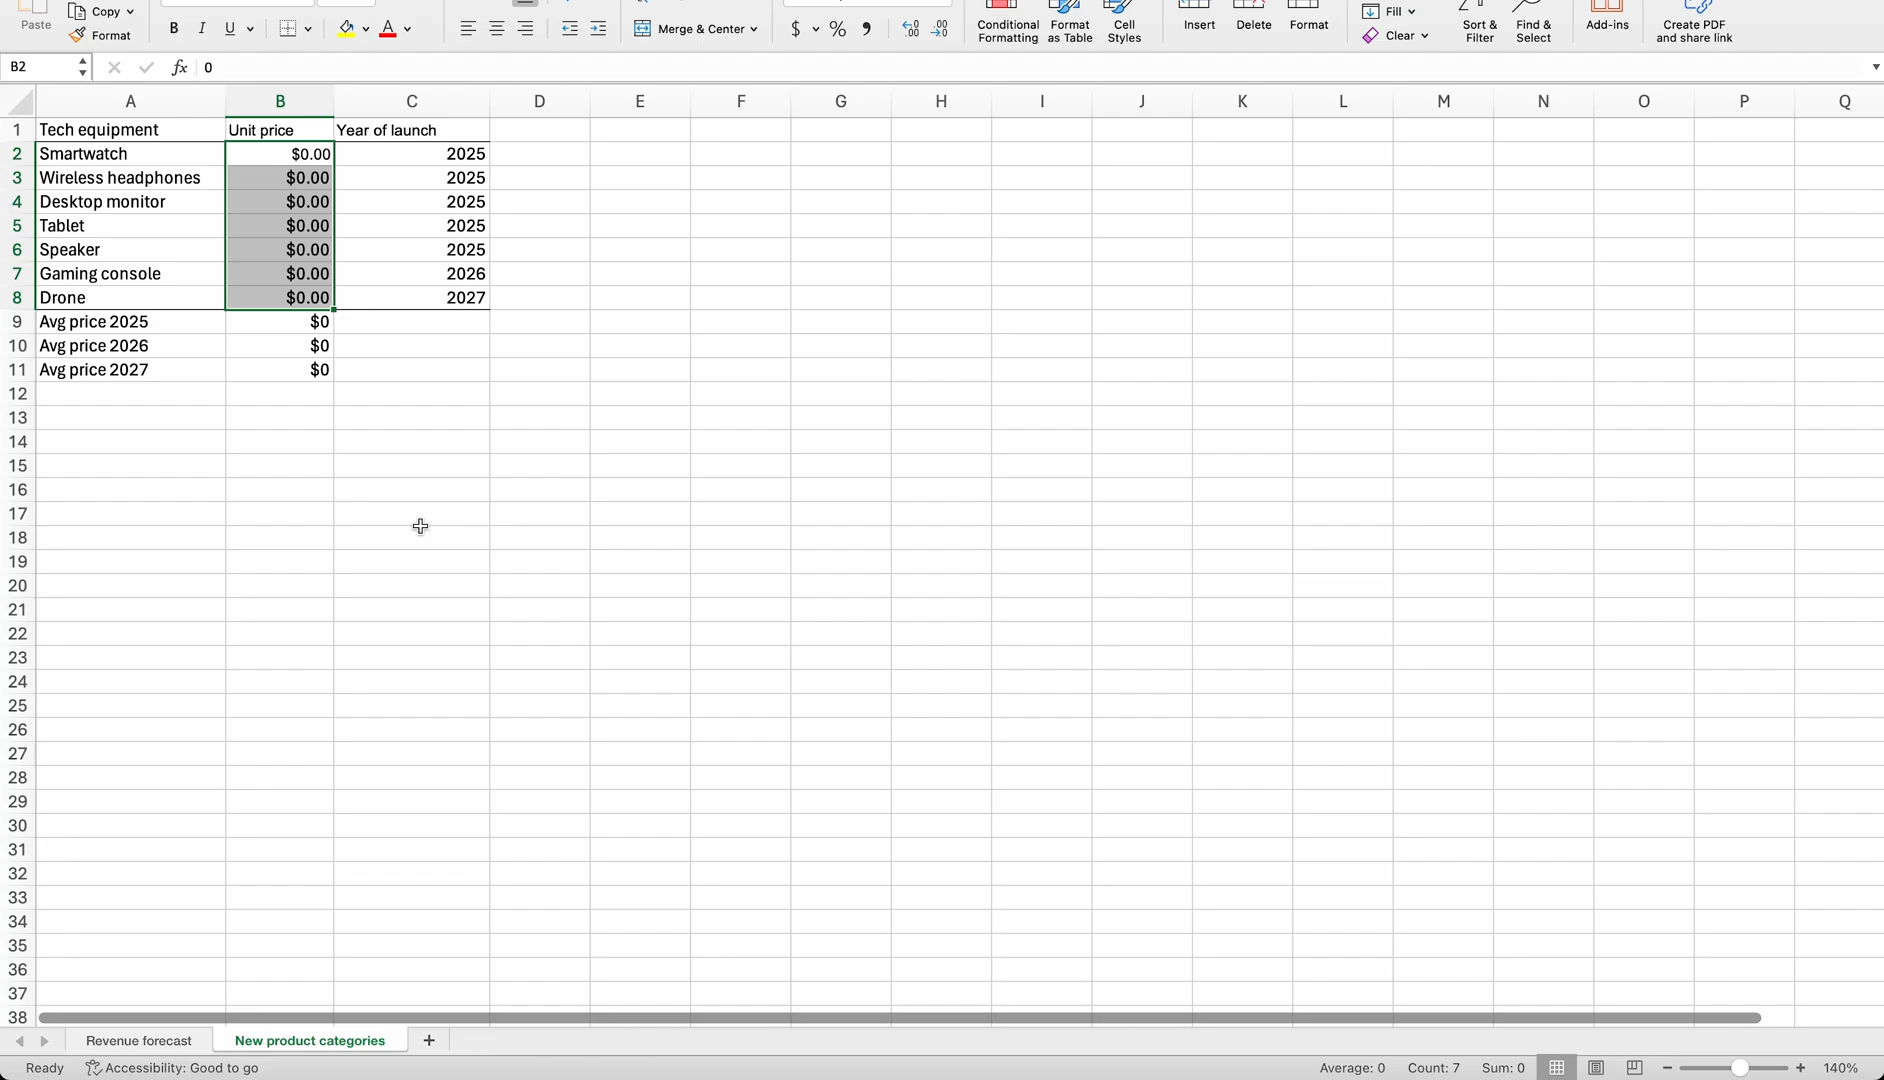 Paste Copy Format
B I U A Merge & Center $ % 9 Conditional Formatting Format as Table Cell Styles Insert Delete Format Fill Clear Sort & Filter Find & Select Add-ins Create PDF and share link
B2 fx 0
A B C D E F G H I J K L M N O P Q
1 Tech equipment Unit price Year of launch
2 Smartwatch $0.00 2025
3 Wireless headphones $0.00 2025
4 Desktop monitor $0.00 2025
5 Tablet $0.00 2025
6 Speaker $0.00 2025
7 Gaming console $0.00 2026
8 Drone $0.00 2027
9 Avg price 2025 $0
10 Avg price 2026 $0
11 Avg price 2027 $0
12
13
14
15
16
17
18
19
20
21
22
23
24
25
26
27
28
29
30
31
32
33
34
35
36
37
38
Revenue forecast New product categories +
Ready Accessibility: Good to go Average: 0 Count: 7 Sum: 0 − + 140%